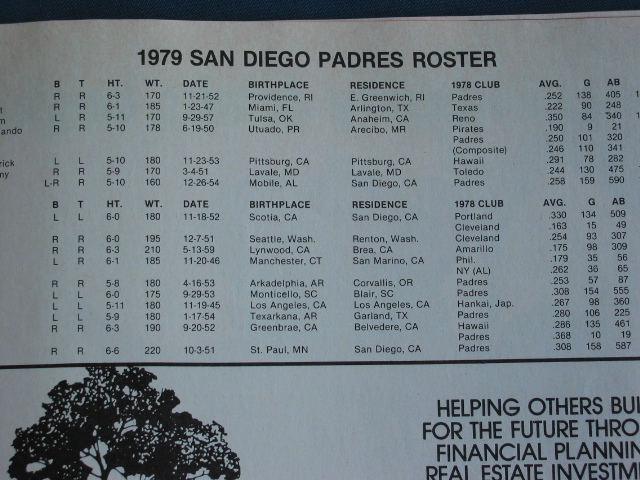 1979 SAN DIEGO PADRES ROSTER
B T HT. WT. DATE BIRTHPLACE RESIDENCE 1978 CLUB AVG. G AB
R R 6-3 170 11-21-52 Providence, RI E. Greenwich, RI Padres .252 138 405
R R 6-1 185 1-23-47 Miami, FL Arlington, TX Texas .222 90 248
L R 5-11 170 9-29-57 Tulsa, OK Anaheim, CA Reno .350 84 340
ando R R 5-10 178 6-19-50 Utuado, PR Arecibo, MR Pirates .190 9 21
Padres .250 101 320
(Composite) .246 110 341
rick L L 5-10 180 11-23-53 Pittsburg, CA Pittsburg, CA Hawaii .291 78 282
ny R R 5-9 170 3-4-51 Lavale, MD Lavale, MD Toledo .244 130 475
L-R R 5-10 160 12-26-54 Mobile, AL San Diego, CA Padres .258 159 590
B T HT. WT. DATE BIRTHPLACE RESIDENCE 1978 CLUB AVG. G AB
L L 6-0 180 11-18-52 Scotia, CA San Diego, CA Portland .330 134 509
Cleveland .163 15 49
R R 6-0 195 12-7-51 Seattle, Wash. Renton, Wash. Cleveland .254 93 307
R R 6-3 210 5-13-59 Lynwood, CA Brea, CA Amarillo .175 98 309
L R 6-1 185 11-20-46 Manchester, CT San Marino, CA Phil. .179 35 56
NY (AL) .262 36 65
R R 5-8 180 4-16-53 Arkadelphia, AR Corvallis, OR Padres .253 57 87
L L 6-0 175 9-29-53 Monticello, SC Blair, SC Padres .308 154 555
L L 5-11 180 11-19-45 Los Angeles, CA Los Angeles, CA Hankai, Jap. .267 98 360
L L 5-9 180 1-17-54 Texarkana, AR Garland, TX Padres .280 106 225
R R 6-3 190 9-20-52 Greenbrae, CA Belvedere, CA Hawaii .286 135 461
Padres .368 10 19
R R 6-6 220 10-3-51 St. Paul, MN San Diego, CA Padres .308 158 587
HELPING OTHERS BUI
FOR THE FUTURE THRO
FINANCIAL PLANNIN
REAL ESTATE INVESTM